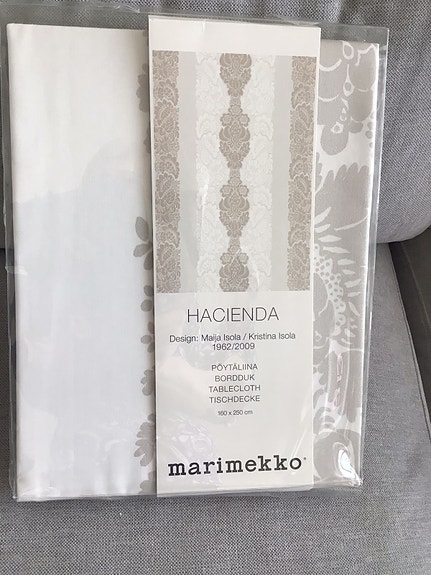 HACIENDA
Design: Maija Isola / Kristina Isola
1962/2009
PÖYTÄLIINA
BORDDUK
TABLECLOTH
TISCHDECKE
160 x 250 cm
marimekko®